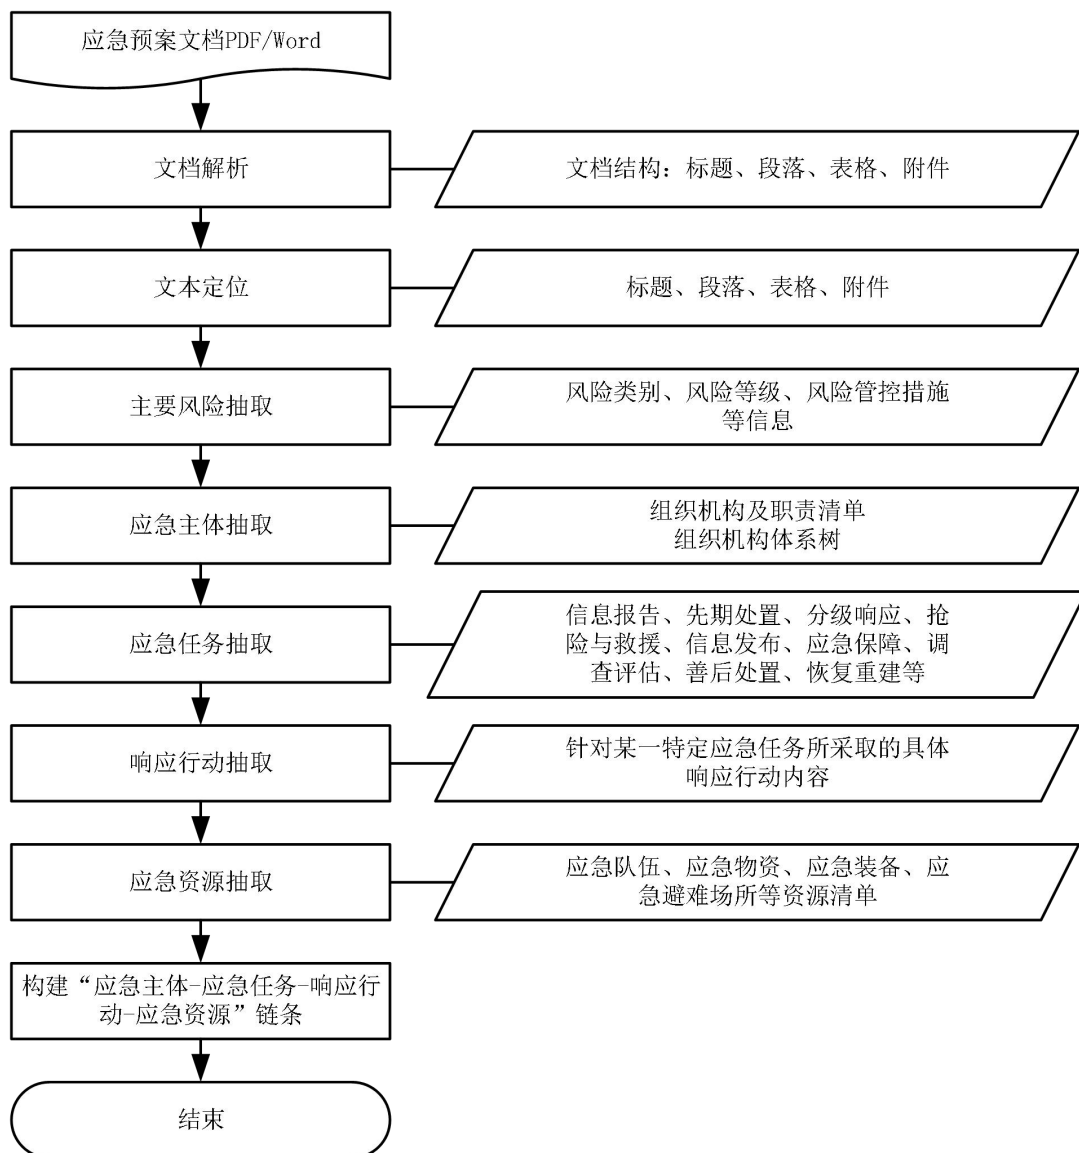 应急预案文档PDF/Word
文档解析
文档结构：标题、段落、表格、附件
文本定位
标题、段落、表格、附件
主要风险抽取
风险类别、风险等级、风险管控措施
等信息
应急主体抽取
组织机构及职责清单
组织机构体系树
应急任务抽取
信息报告、先期处置、分级响应、抢
险与救援、信息发布、应急保障、调
查评估、善后处置、恢复重建等
响应行动抽取
针对某一特定应急任务所采取的具体
响应行动内容
应急资源抽取
应急队伍、应急物资、应急装备、应
急避难场所等资源清单
构建“应急主体-应急任务-响应行
动-应急资源”链条
结束